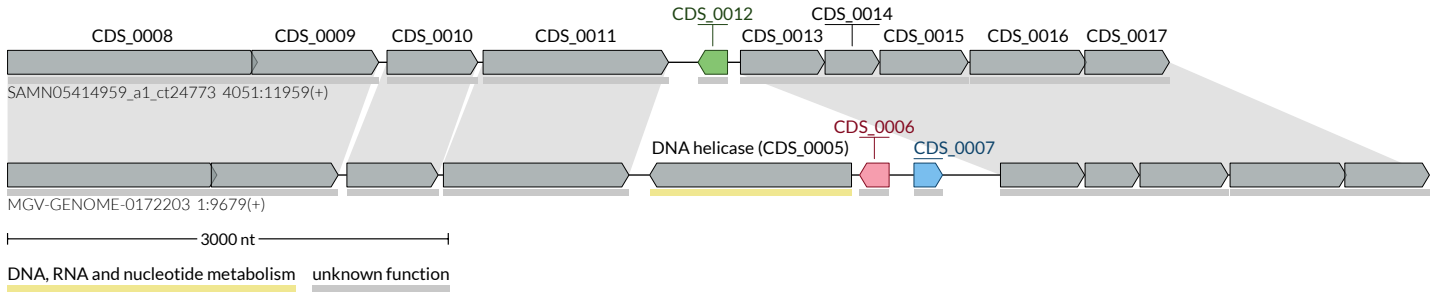 CDS_0012 CDS_0014
CDS_0008 CDS_0009 CDS_0010 CDS_0011 CDS_0013 CDS_0015 CDS_0016 CDS_0017
SAMN05414959_a1_ct24773 4051:11959(+)
CDS_0006
DNA helicase (CDS_0005) CDS_0007
MGV-GENOME-0172203 1:9679(+)
3000 nt
DNA, RNA and nucleotide metabolism unknown function